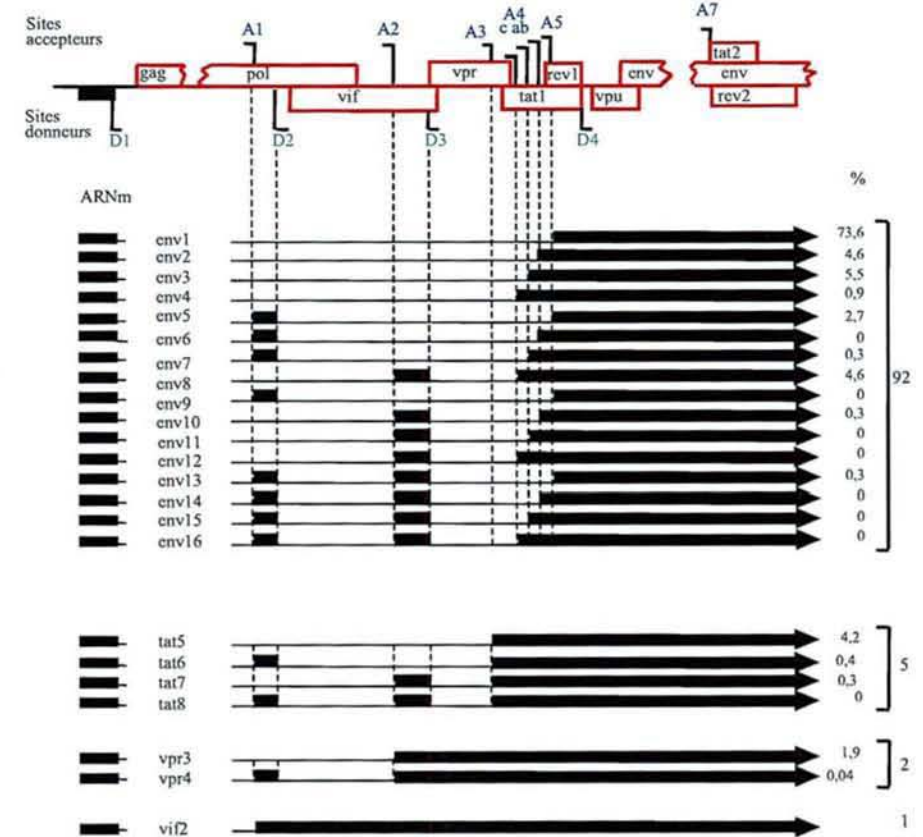 Sites
accepteurs
A1
A2
A3
A4
c ab
A5
A7
gag
pol
vif
vpr
tat1
rev1
vpu
env
tat2
env
rev2
Sites
donneurs
D1
D2
D3
D4
%
ARNm
env1 73,6
env2 4,6
env3 5,5
env4 0,9
env5 2,7
env6 0
env7 0,3
env8 4,6
env9 0
env10 0,3
env11 0
env12 0
env13 0,3
env14 0
env15 0
env16 0
92
tat5 4,2
tat6 0,4
tat7 0,3
tat8 0
5
vpr3 1,9
vpr4 0,04
2
vif2 1